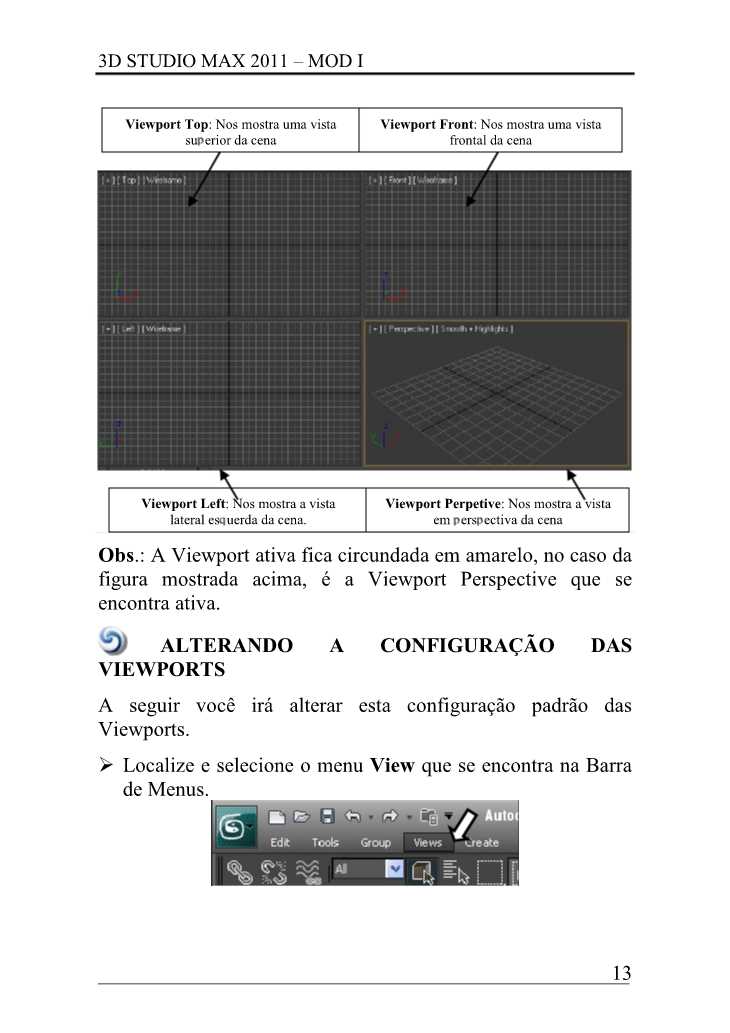 3D STUDIO MAX 2011 – MOD I
Viewport Top: Nos mostra uma vista
superior da cena
Viewport Front: Nos mostra uma vista
frontal da cena
[ + ] [ Top ] [ Wireframe ]
[ + ] [ Front ] [ Wireframe ]
[ + ] [ Left ] [ Wireframe ]
[ + ] [ Perspective ] [ Smooth + Highlights ]
Viewport Left: Nos mostra a vista
lateral esquerda da cena.
Viewport Perpetive: Nos mostra a vista
em perspectiva da cena
Obs.: A Viewport ativa fica circundada em amarelo, no caso da
figura mostrada acima, é a Viewport Perspective que se
encontra ativa.
ALTERANDO A CONFIGURAÇÃO DAS
VIEWPORTS
A seguir você irá alterar esta configuração padrão das
Viewports.
➢ Localize e selecione o menu View que se encontra na Barra
de Menus.
Autod
Edit Tools Group Views Create
All
13